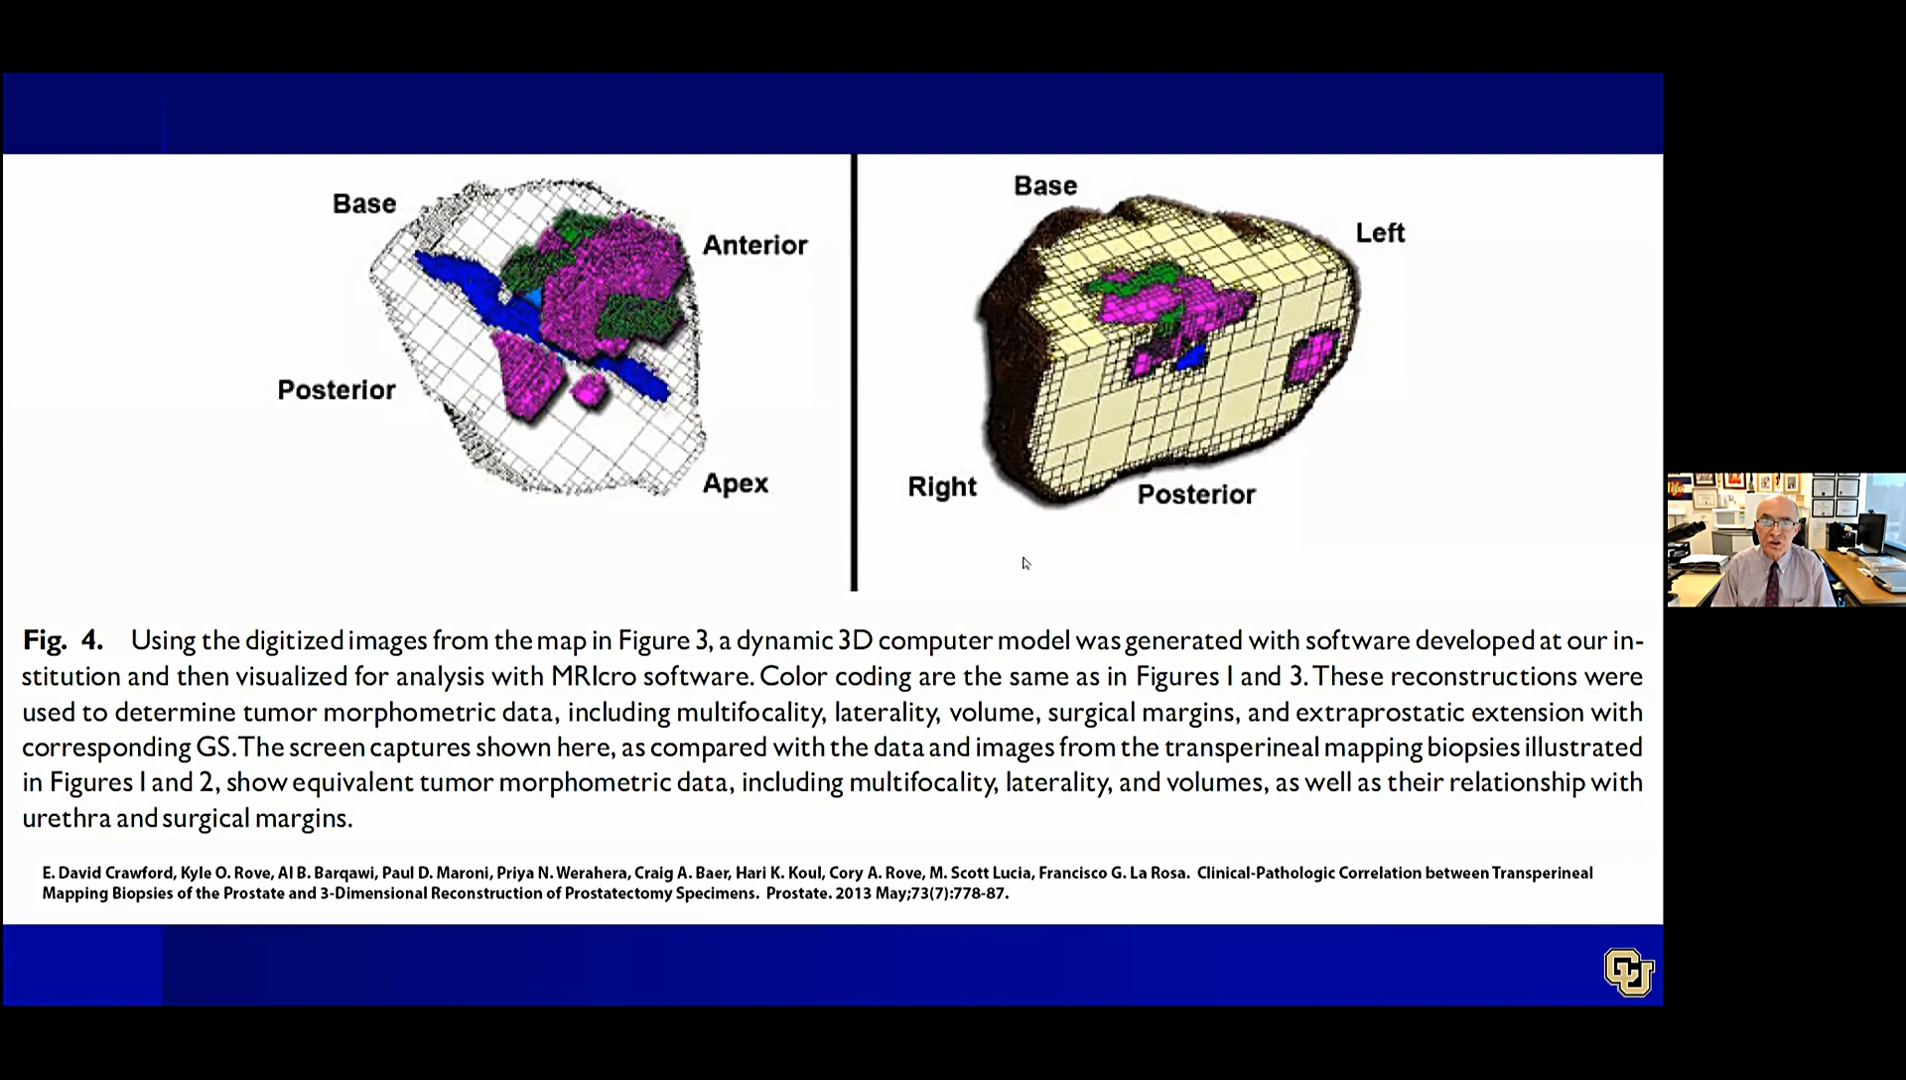 Base
Anterior
Posterior
Apex
Base
Left
Right
Posterior
Fig. 4. Using the digitized images from the map in Figure 3, a dynamic 3D computer model was generated with software developed at our in-
stitution and then visualized for analysis with MRIcro software. Color coding are the same as in Figures 1 and 3. These reconstructions were
used to determine tumor morphometric data, including multifocality, laterality, volume, surgical margins, and extraprostatic extension with
corresponding GS. The screen captures shown here, as compared with the data and images from the transperineal mapping biopsies illustrated
in Figures 1 and 2, show equivalent tumor morphometric data, including multifocality, laterality, and volumes, as well as their relationship with
urethra and surgical margins.
E. David Crawford, Kyle O. Rove, Al B. Barqawi, Paul D. Maroni, Priya N. Werahera, Craig A. Baer, Hari K. Koul, Cory A. Rove, M. Scott Lucia, Francisco G. La Rosa. Clinical-Pathologic Correlation between Transperineal
Mapping Biopsies of the Prostate and 3-Dimensional Reconstruction of Prostatectomy Specimens. Prostate. 2013 May;73(7):778-87.
CU